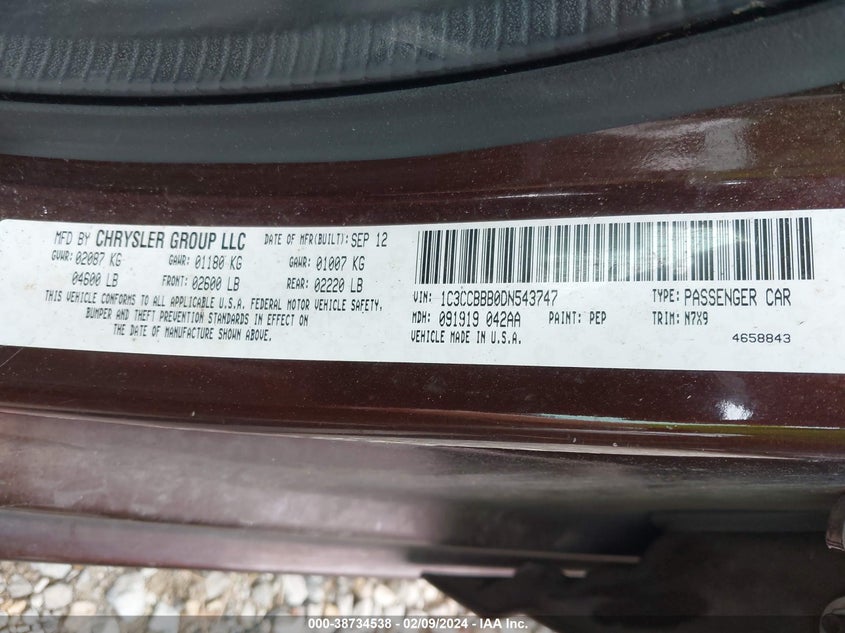 MFD BY CHRYSLER GROUP LLC DATE OF MFR(BUILT): SEP 12
GVWR: 02087 KG GAWR: 01180 KG GAWR: 01007 KG
04600 LB FRONT: 02600 LB REAR: 02220 LB
THIS VEHICLE CONFORMS TO ALL APPLICABLE U.S.A. FEDERAL MOTOR VEHICLE SAFETY,
BUMPER AND THEFT PREVENTION STANDARDS IN EFFECT ON
THE DATE OF MANUFACTURE SHOWN ABOVE.
VIN: 1C3CCBBB0DN543747 TYPE: PASSENGER CAR
MDH: 091919 042AA PAINT: PEP TRIM: N7X9
VEHICLE MADE IN U.S.A.
4658843
000-38734538 - 02/09/2024 - IAA Inc.